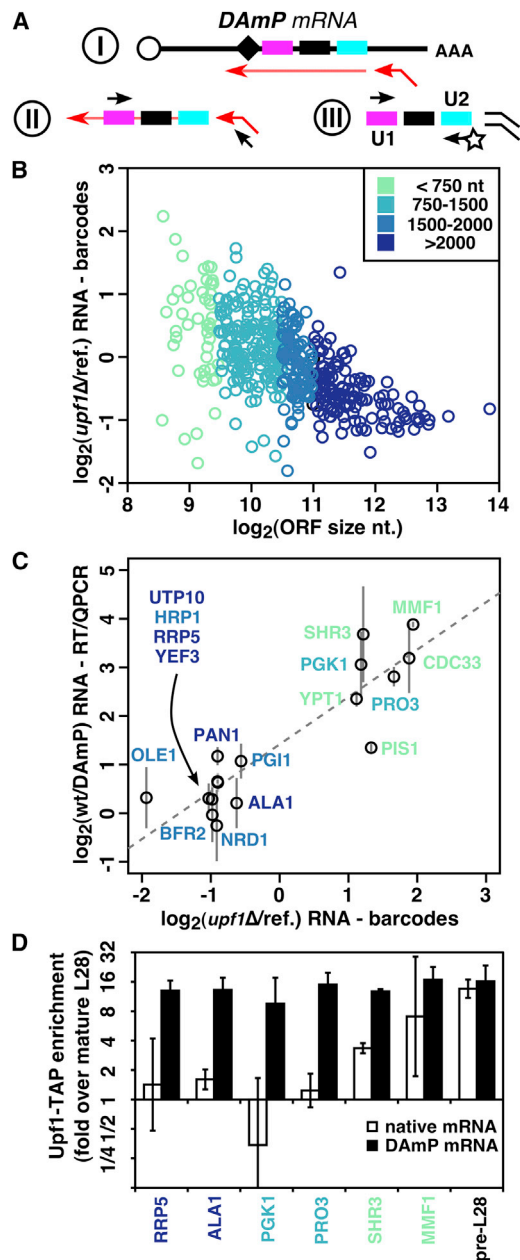 A
DAmP mRNA
I
AAA
II
III
U2
U1
B
< 750 nt
750-1500
1500-2000
>2000
log2(upf1Δ/ref.) RNA - barcodes
3
2
1
0
-1
-2
8 9 10 11 12 13 14
log2(ORF size nt.)
C
log2(wt/DAmP) RNA - RT/QPCR
5
4
3
2
1
0
-1
UTP10
HRP1
RRP5
YEF3
SHR3
MMF1
PGK1
CDC33
YPT1
PRO3
PIS1
OLE1
PAN1
PGI1
ALA1
BFR2
NRD1
-2 -1 0 1 2 3
log2(upf1Δ/ref.) RNA - barcodes
D
Upf1-TAP enrichment
(fold over mature L28)
32
16
8
4
2
1
1/2
1/4
native mRNA
DAmP mRNA
RRP5
ALA1
PGK1
PRO3
SHR3
MMF1
pre-L28